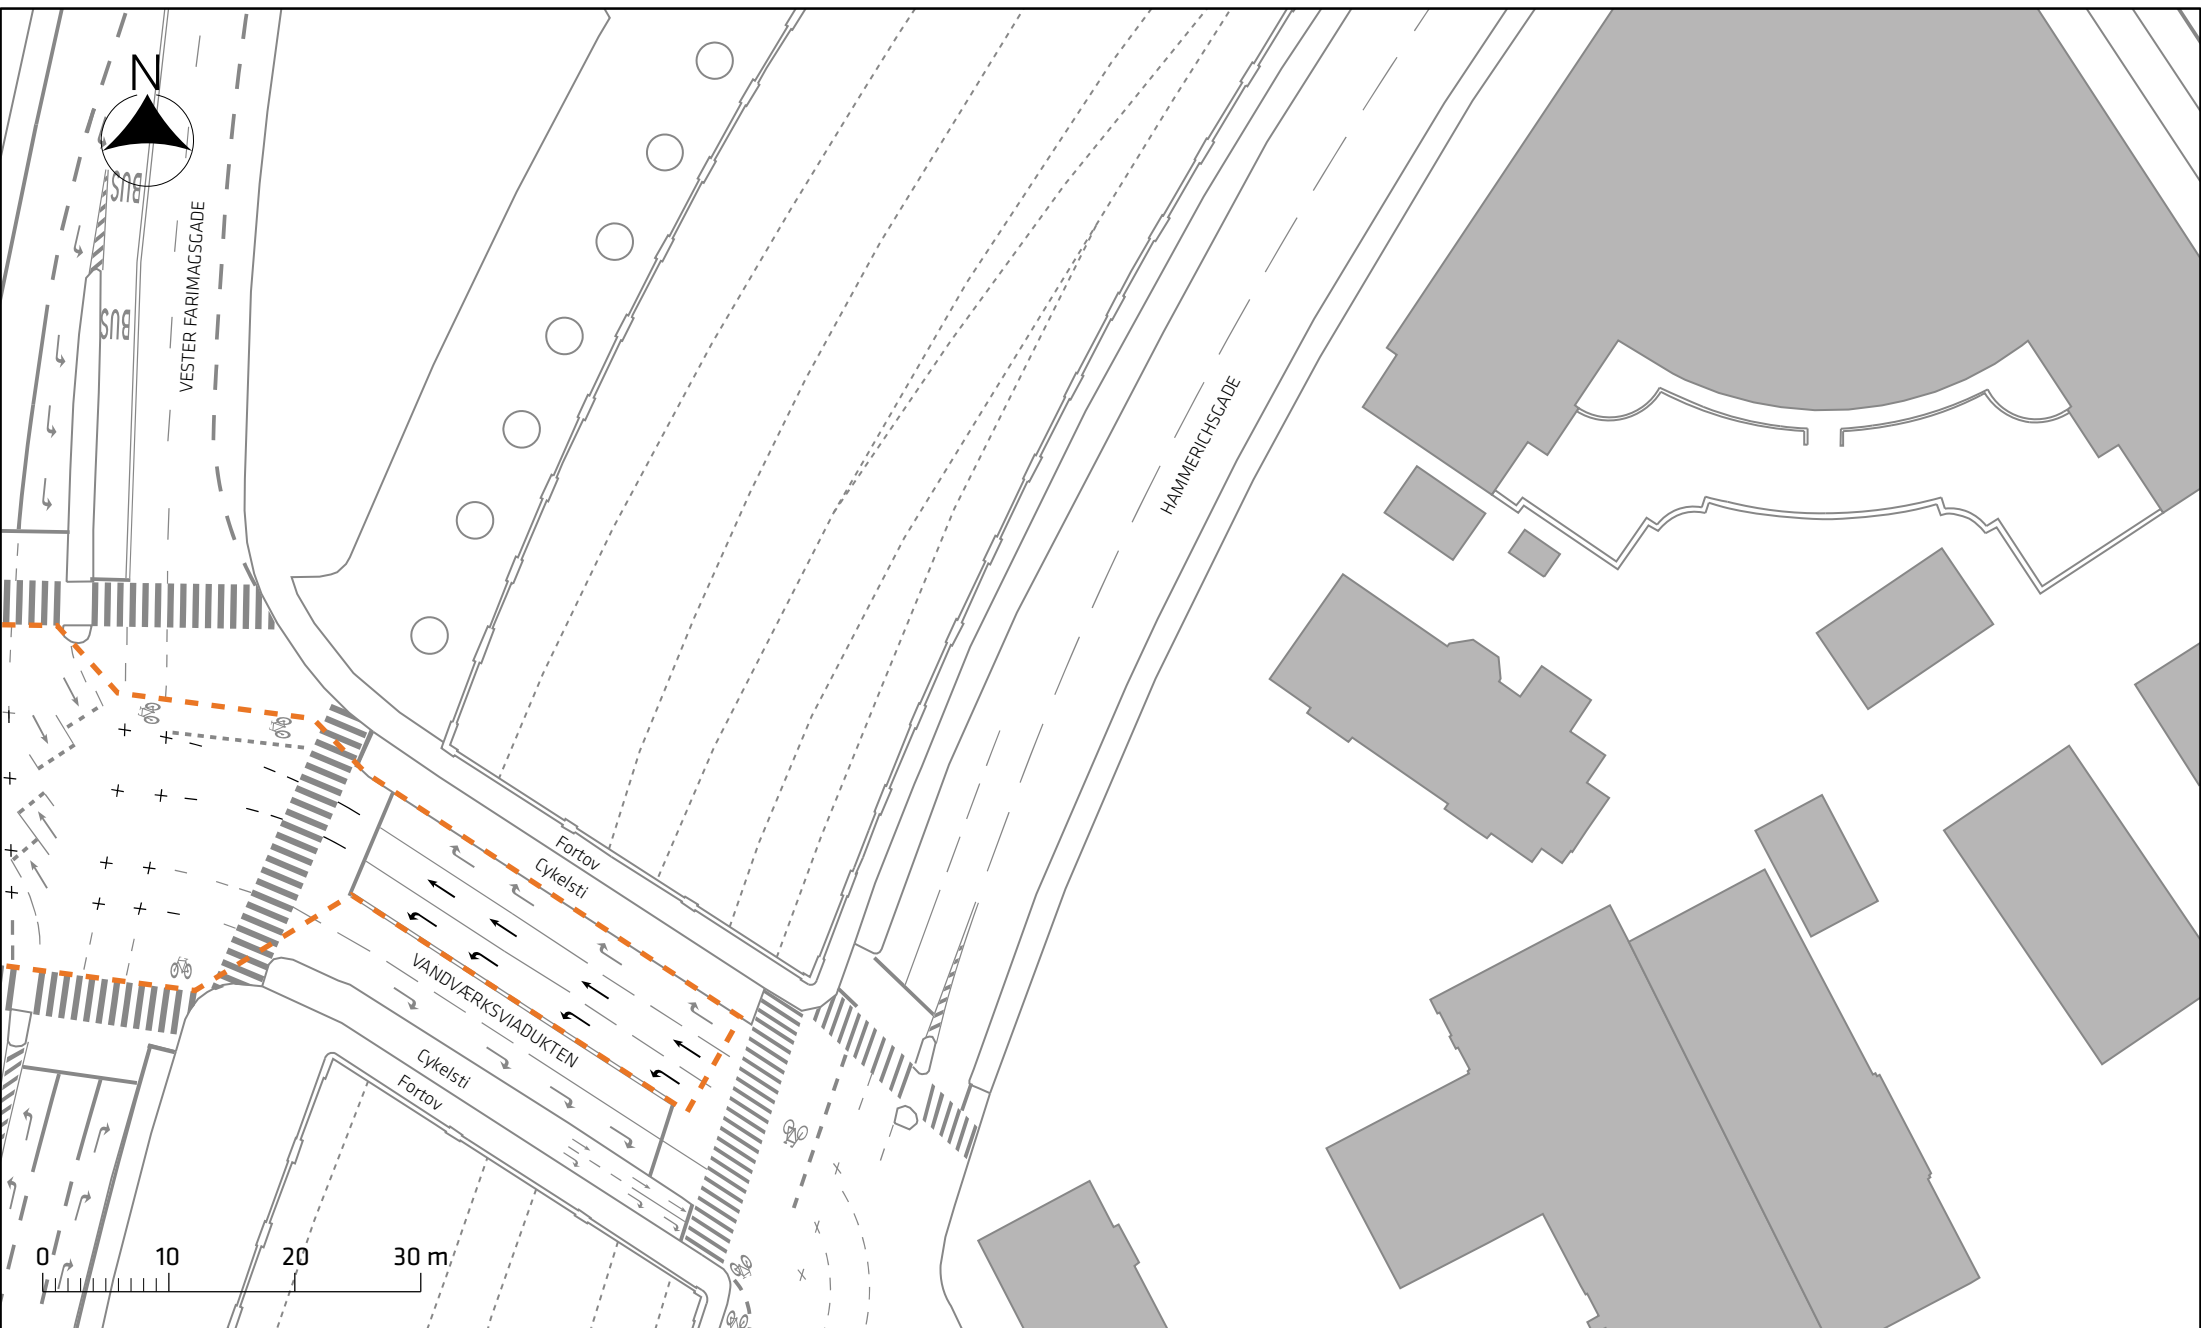 N
BUS
BUS
VESTER FARIMAGSGADE
HAMMERICHSGADE
Fortov
Cykelsti
VANDVÆRKSVIADUKTEN
Cykelsti
Fortov
0 10 20 30 m